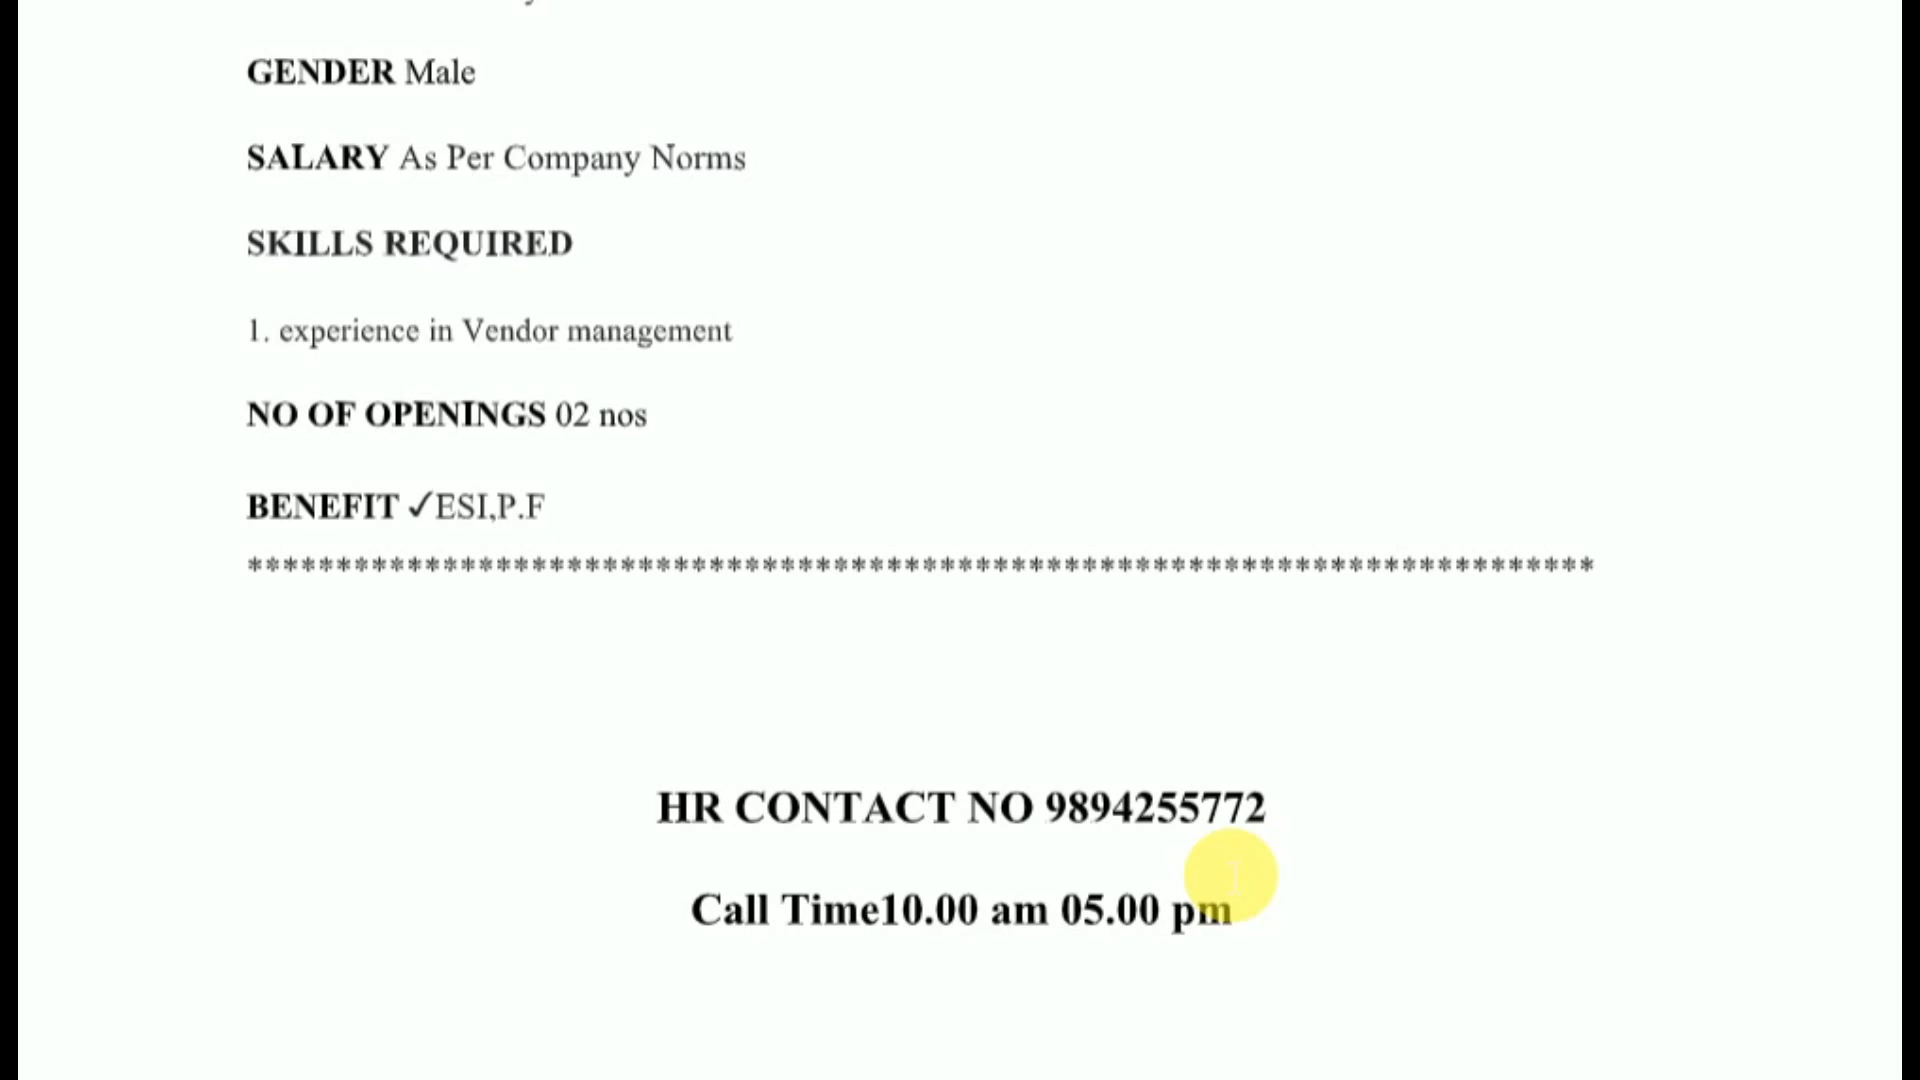 GENDER Male
SALARY As Per Company Norms
SKILLS REQUIRED
1. experience in Vendor management
NO OF OPENINGS 02 nos
BENEFIT ✓ESI,P.F
****************************************************************************
HR CONTACT NO 9894255772
Call Time10.00 am 05.00 pm